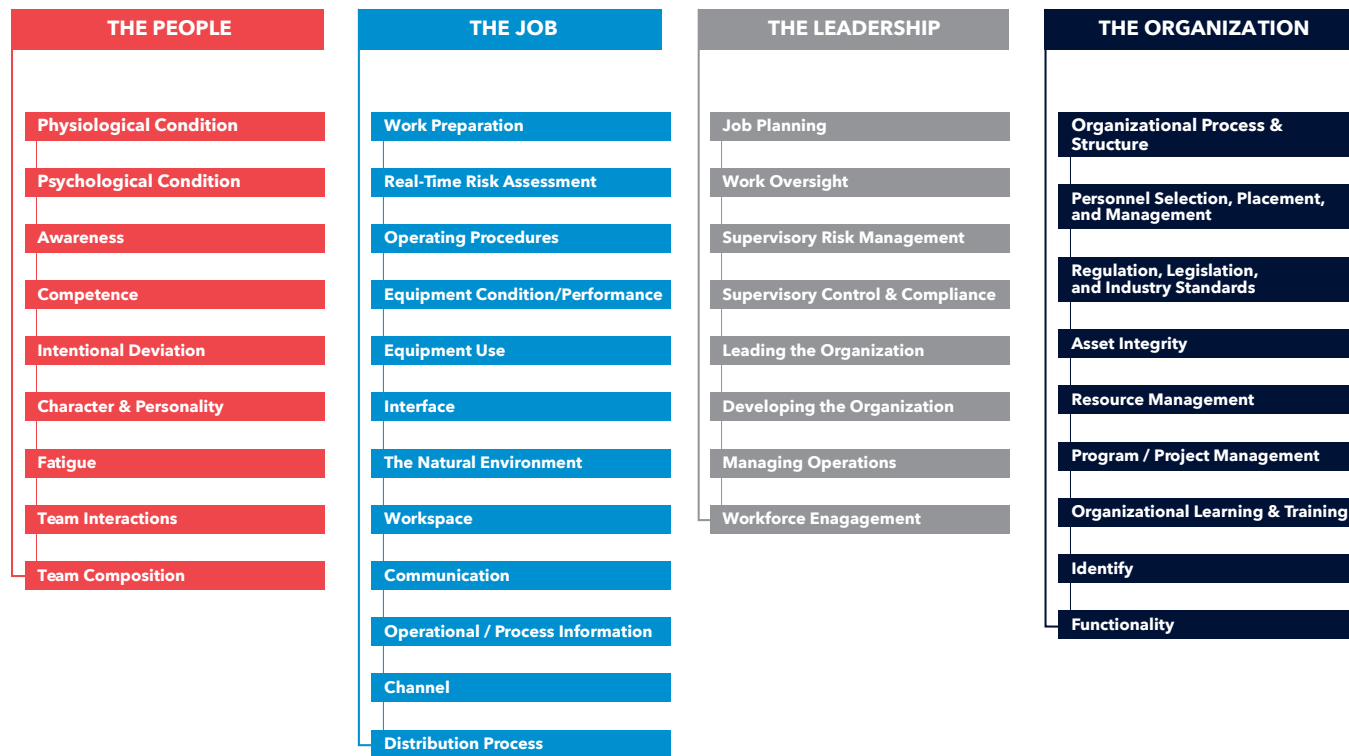 THE PEOPLE
Physiological Condition
Psychological Condition
Awareness
Competence
Intentional Deviation
Character & Personality
Fatigue
Team Interactions
Team Composition
THE JOB
Work Preparation
Real-Time Risk Assessment
Operating Procedures
Equipment Condition/Performance
Equipment Use
Interface
The Natural Environment
Workspace
Communication
Operational / Process Information
Channel
Distribution Process
THE LEADERSHIP
Job Planning
Work Oversight
Supervisory Risk Management
Supervisory Control & Compliance
Leading the Organization
Developing the Organization
Managing Operations
Workforce Enagagement
THE ORGANIZATION
Organizational Process &
Structure
Personnel Selection, Placement,
and Management
Regulation, Legislation,
and Industry Standards
Asset Integrity
Resource Management
Program / Project Management
Organizational Learning & Training
Identify
Functionality